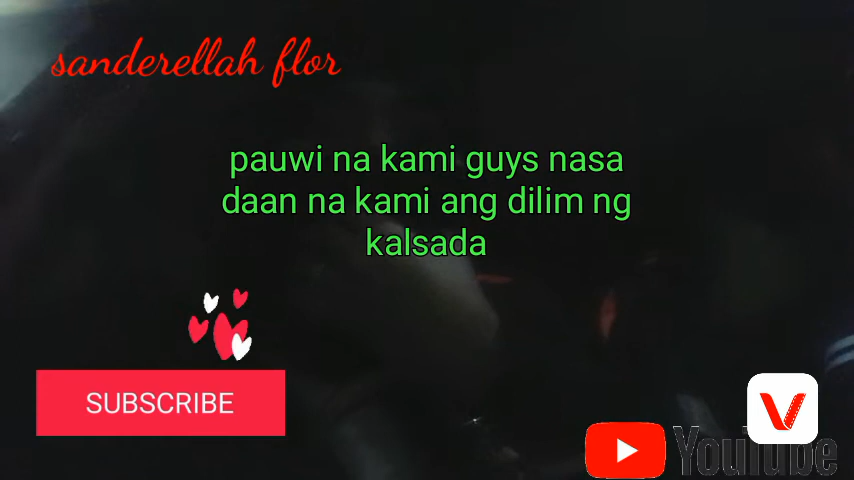 sanderellah flor
pauwi na kami guys nasa
daan na kami ang dilim ng
kalsada
SUBSCRIBE
YouTube